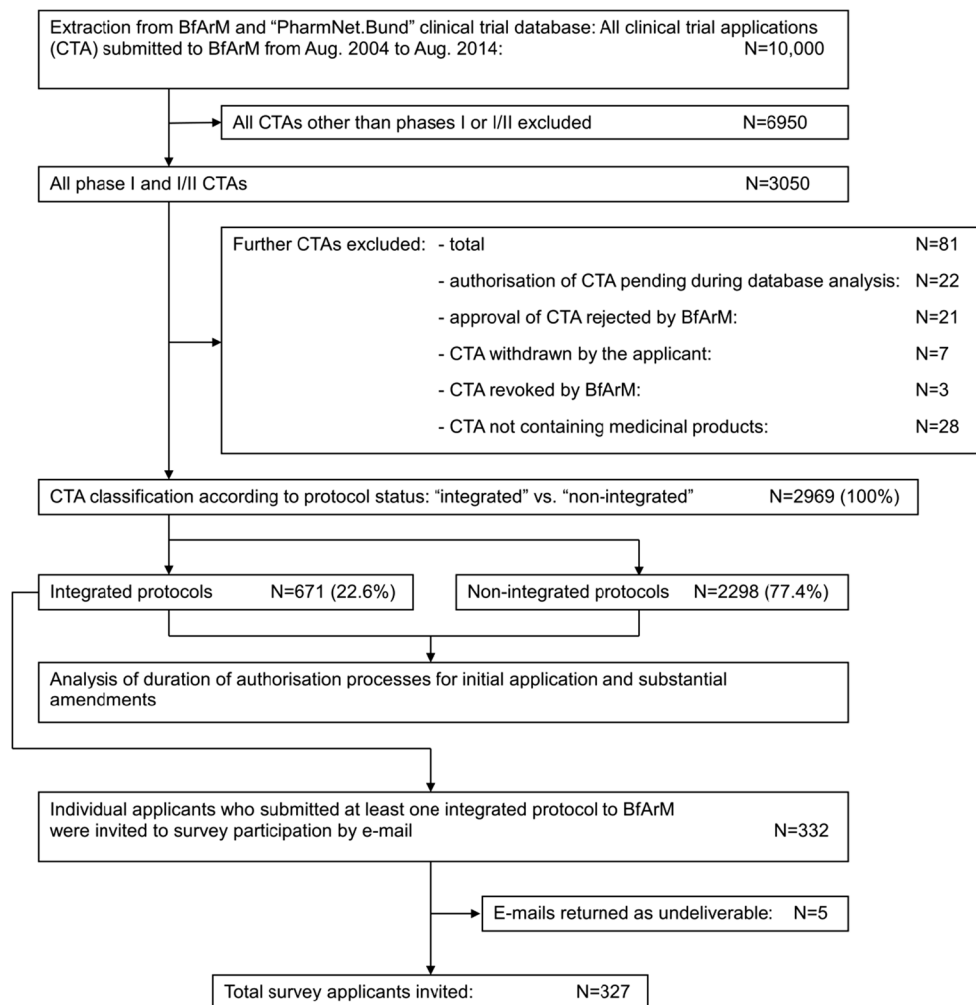 Extraction from BfArM and “PharmNet.Bund” clinical trial database: All clinical trial applications
(CTA) submitted to BfArM from Aug. 2004 to Aug. 2014: N=10,000
All CTAs other than phases I or I/II excluded N=6950
All phase I and I/II CTAs N=3050
Further CTAs excluded: - total N=81
- authorisation of CTA pending during database analysis: N=22
- approval of CTA rejected by BfArM: N=21
- CTA withdrawn by the applicant: N=7
- CTA revoked by BfArM: N=3
- CTA not containing medicinal products: N=28
CTA classification according to protocol status: “integrated” vs. “non-integrated” N=2969 (100%)
Integrated protocols N=671 (22.6%)
Non-integrated protocols N=2298 (77.4%)
Analysis of duration of authorisation processes for initial application and substantial
amendments
Individual applicants who submitted at least one integrated protocol to BfArM
were invited to survey participation by e-mail N=332
E-mails returned as undeliverable: N=5
Total survey applicants invited: N=327